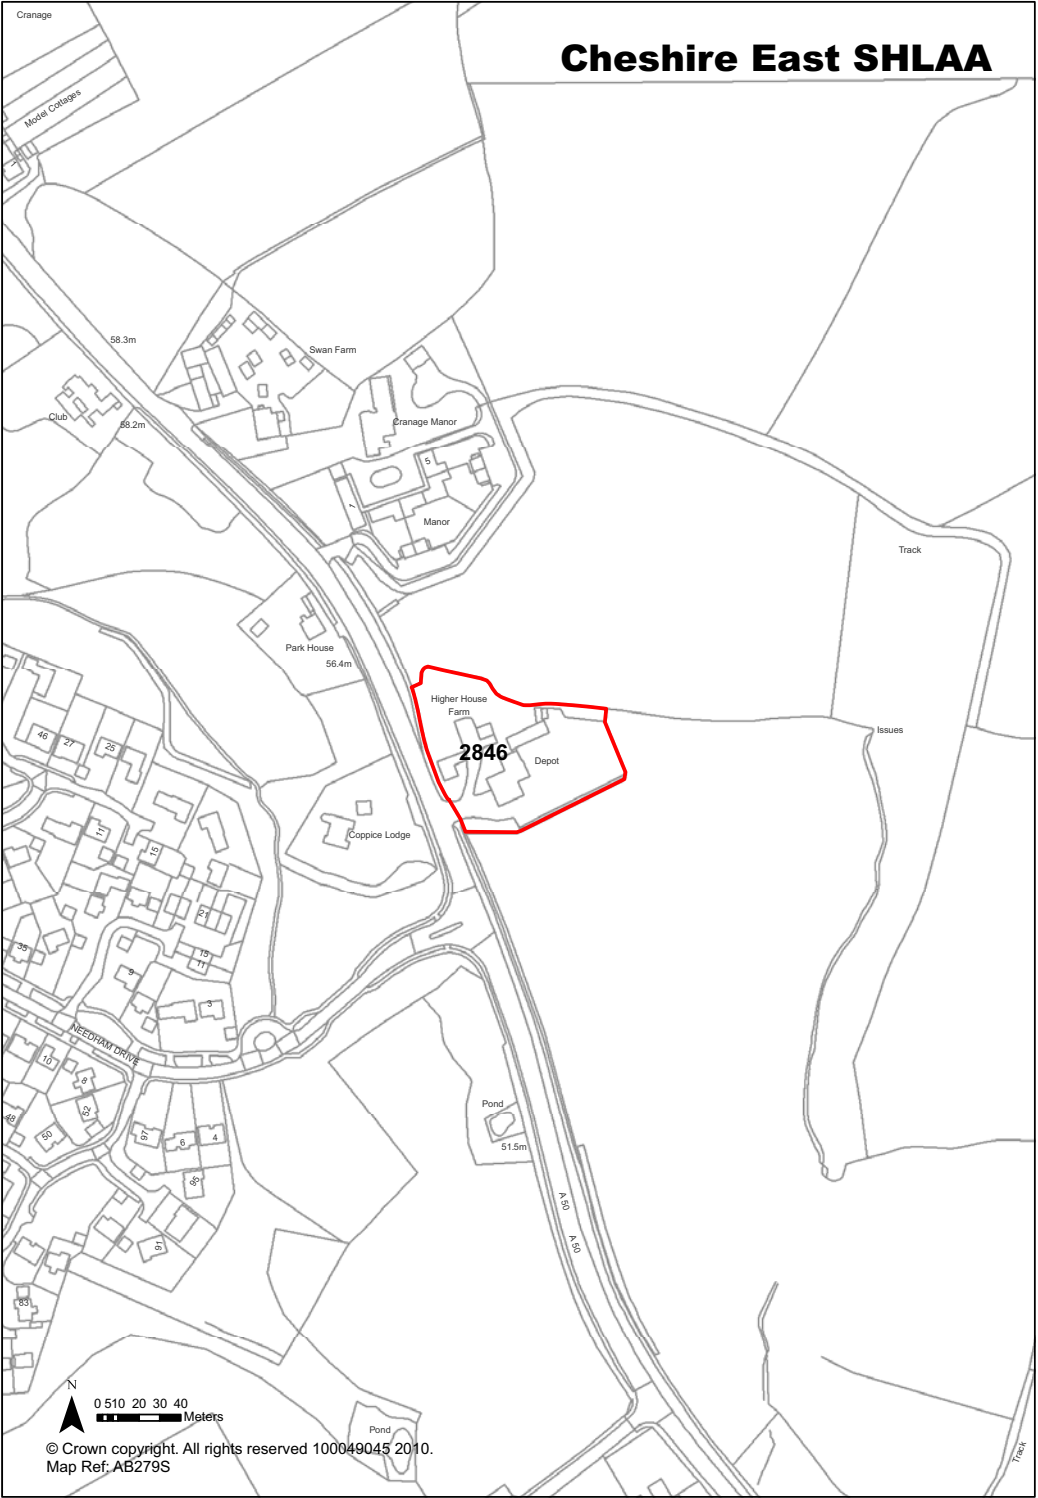 Cranage
Cheshire East SHLAA
Model Cottages
1
58.3m
Swan Farm
Club
58.2m
Cranage Manor
5
1
Manor
Track
Park House
56.4m
Higher House
Farm
2846
Depot
Issues
46
27
25
Coppice Lodge
11
15
21
35
15
11
9
3
NEEDHAM DRIVE
10
8
52
48
50
97
6
4
95
Pond
51.5m
A 50
A 50
91
83
N
0 5 10 20 30 40
Meters
Pond
Track
© Crown copyright. All rights reserved 100049045 2010.
Map Ref: AB279S